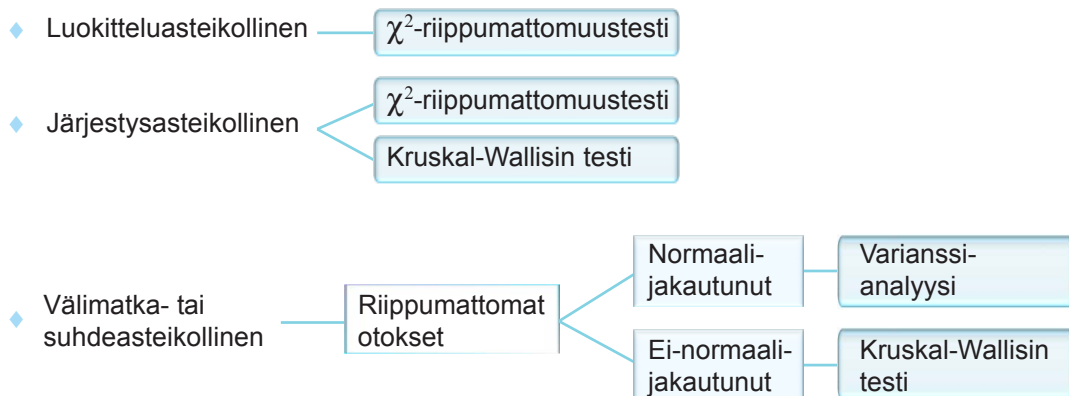 Luokitteluasteikollinen
χ²-riippumattomuustesti
Järjestysasteikollinen
χ²-riippumattomuustesti
Kruskal-Wallisin testi
Välimatka- tai
suhdeasteikollinen
Riippumattomat
otokset
Normaali-
jakautunut
Varianssi-
analyysi
Ei-normaali-
jakautunut
Kruskal-Wallisin
testi